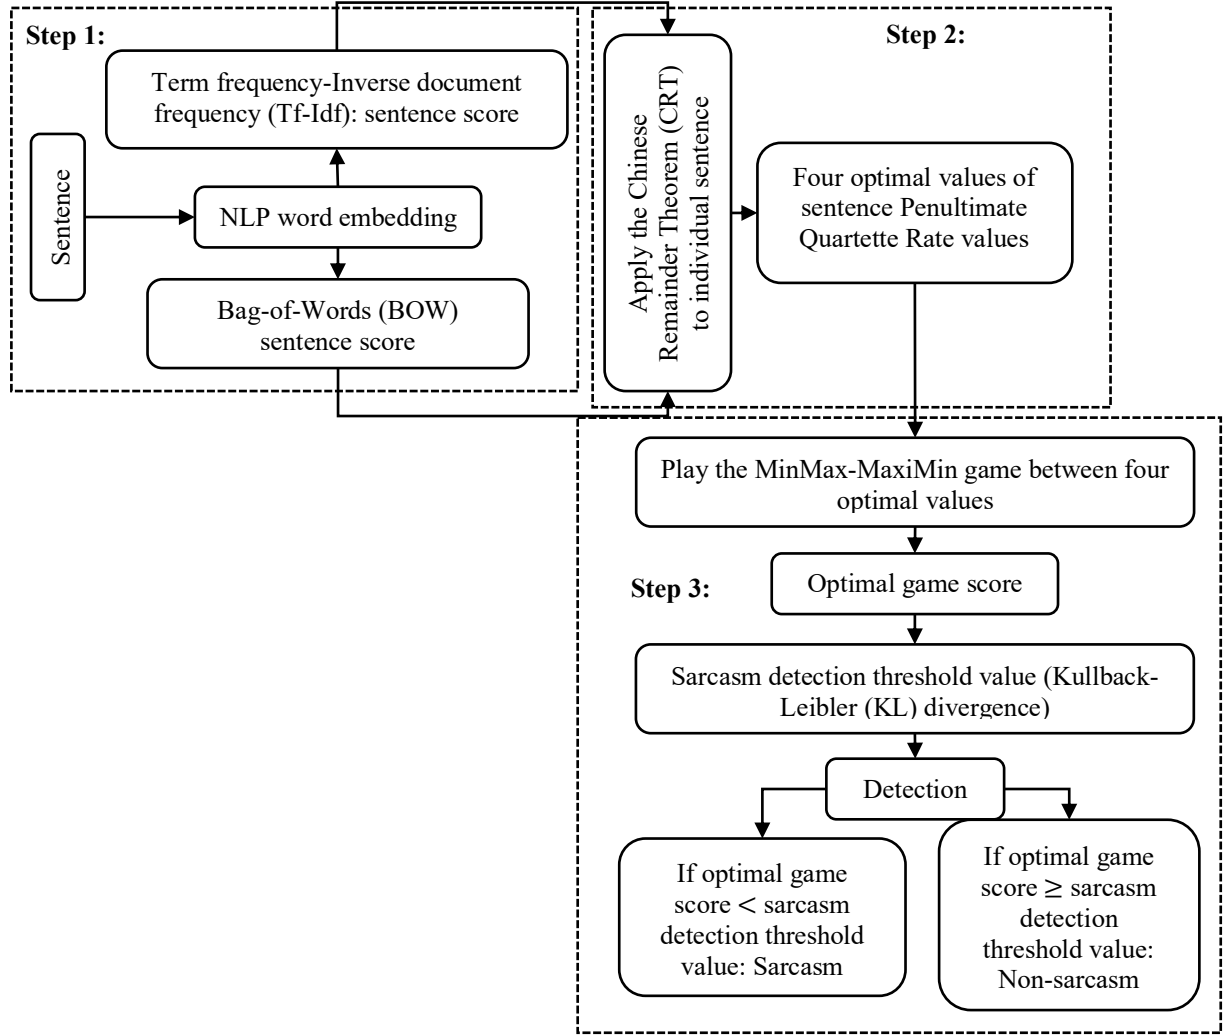 Step 1:
Term frequency-Inverse document
frequency (Tf-Idf): sentence score
Sentence
NLP word embedding
Bag-of-Words (BOW)
sentence score
Step 2:
Apply the Chinese
Remainder Theorem (CRT)
to individual sentence
Four optimal values of
sentence Penultimate
Quartette Rate values
Play the MinMax-MaxiMin game between four
optimal values
Step 3:
Optimal game score
Sarcasm detection threshold value (Kullback-
Leibler (KL) divergence)
Detection
If optimal game
score < sarcasm
detection threshold
value: Sarcasm
If optimal game
score ≥ sarcasm
detection
threshold value:
Non-sarcasm